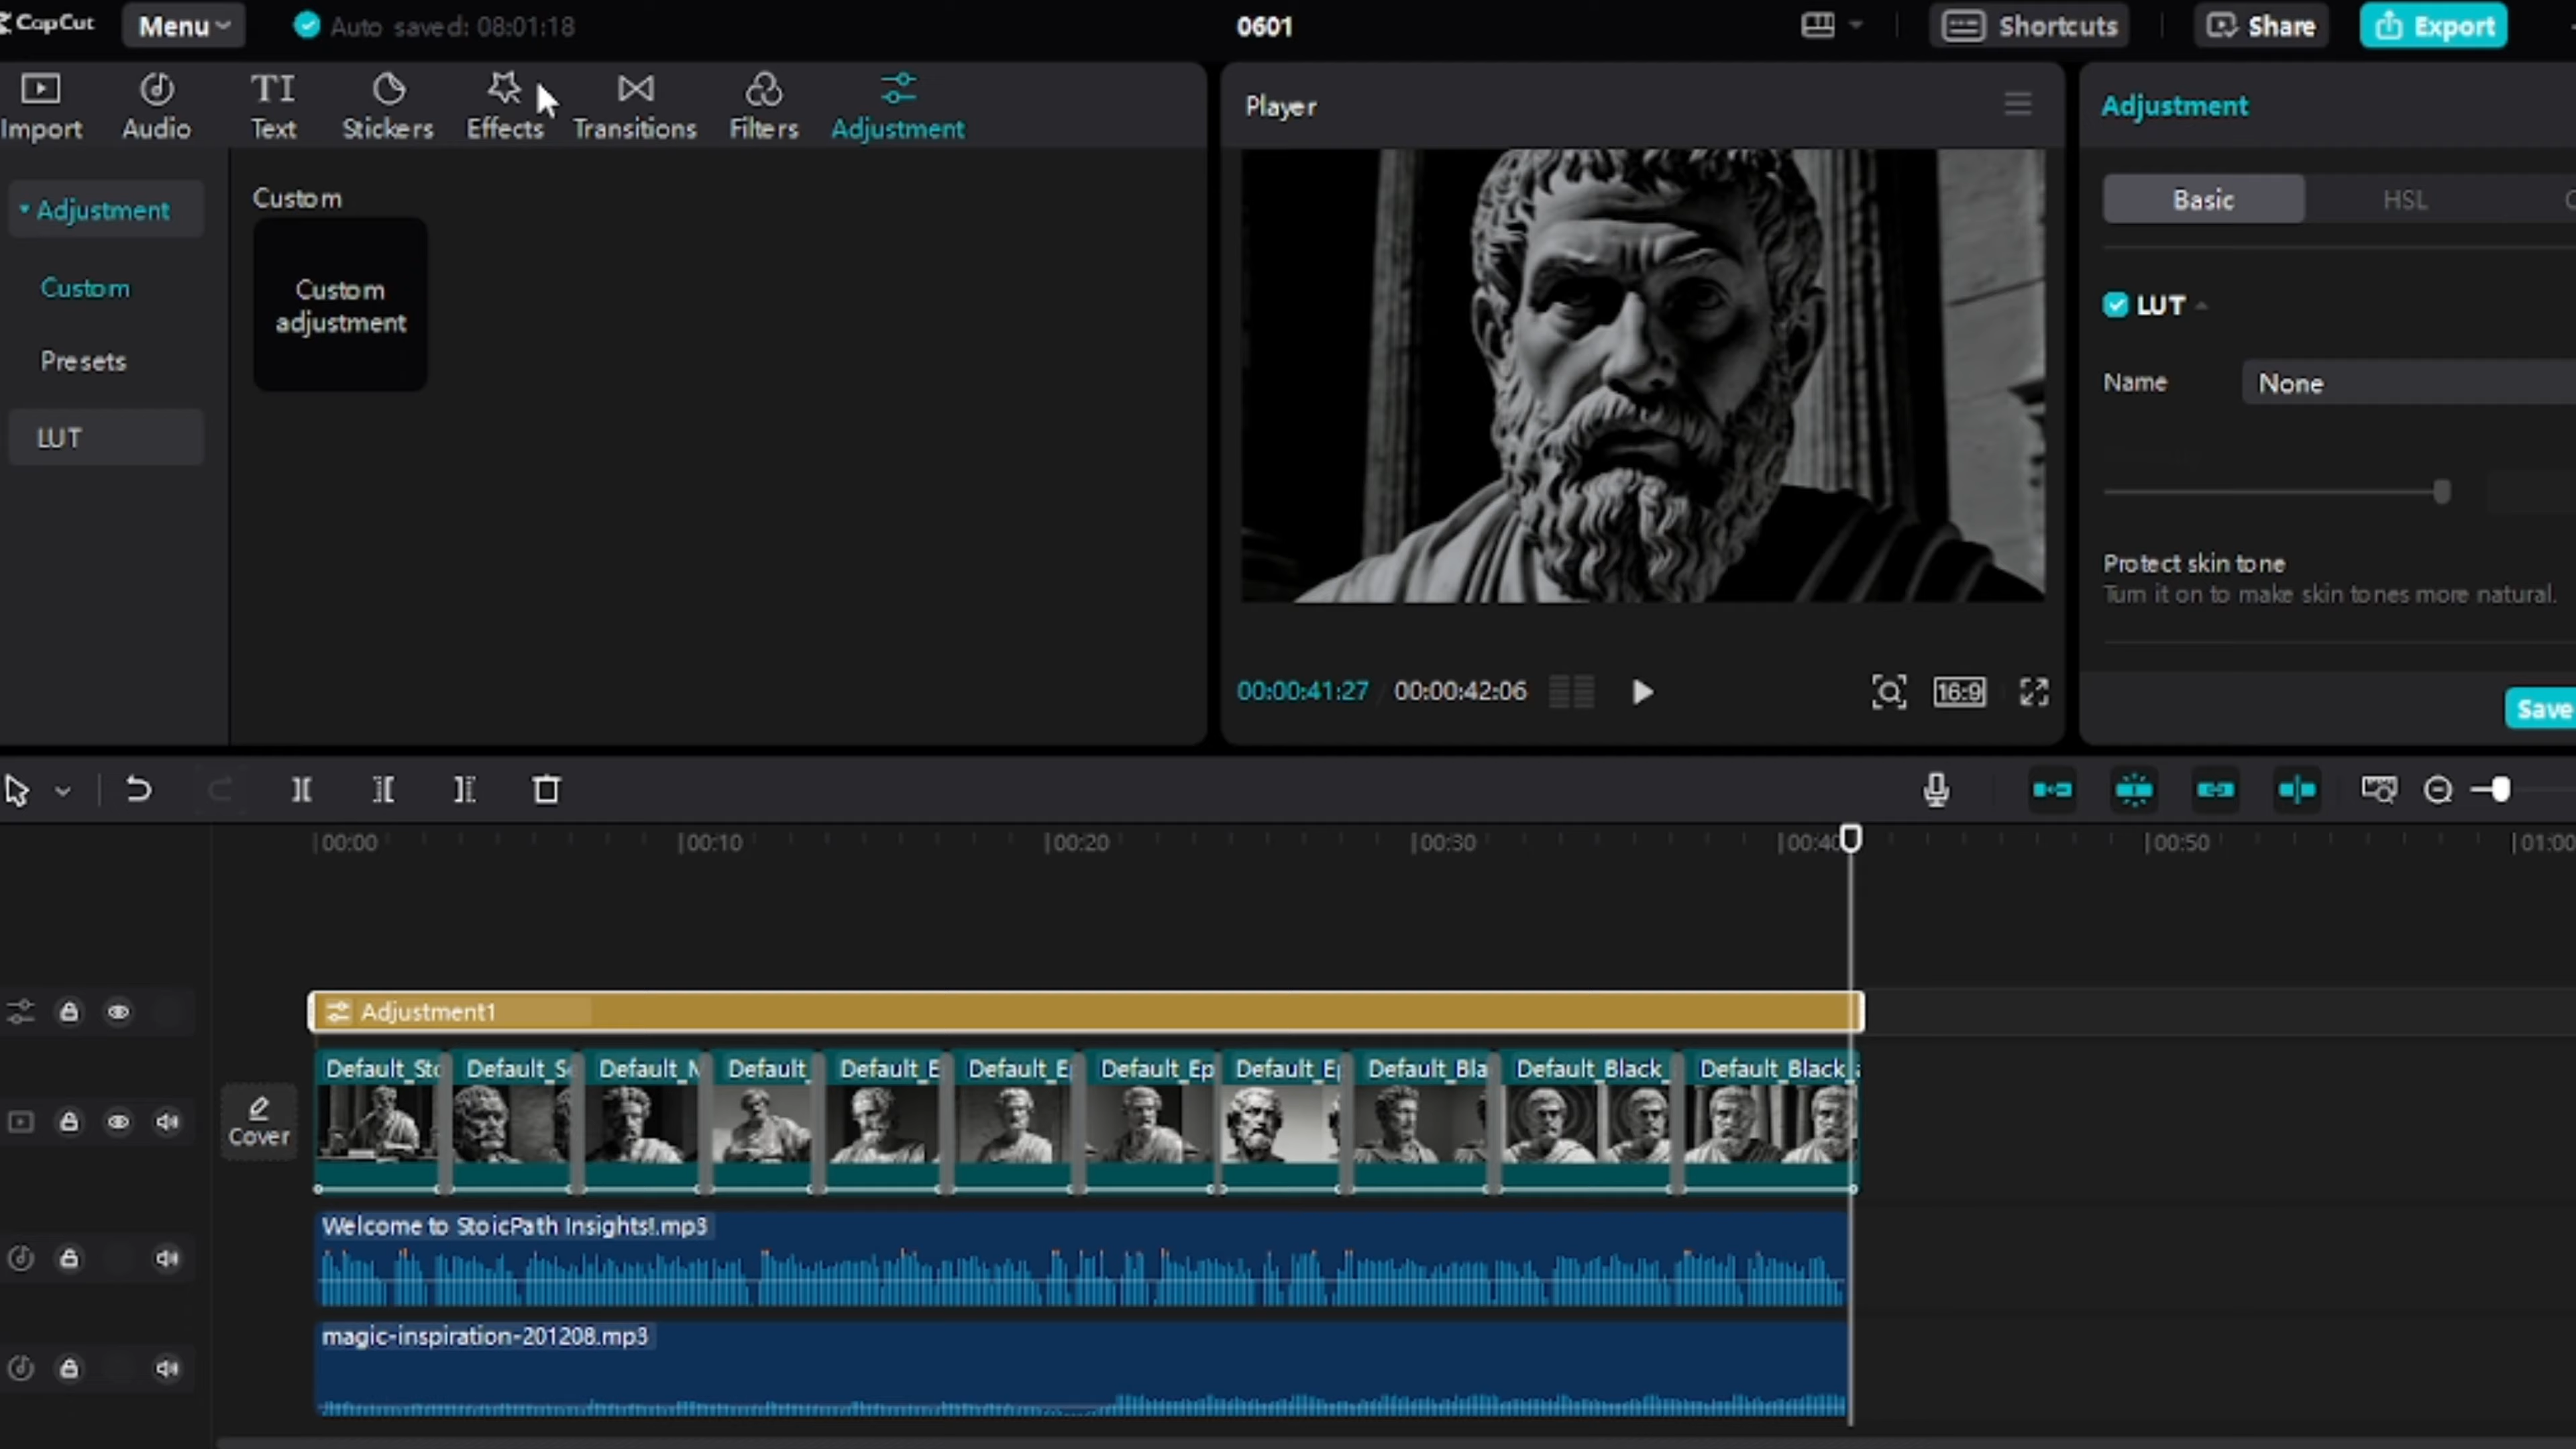 CapCut
Menu
Auto saved: 08:01:18
0601
Shortcuts
Share
Export
Import
Audio
TI
Text
Stickers
Effects
Transitions
Filters
Adjustment
Player
Adjustment
Adjustment
Custom
Presets
LUT
Custom
Custom
adjustment
Basic
HSL
LUT
Name
None
Protect skin tone
Turn it on to make skin tones more natural.
Save
00:00:41:27
00:00:42:06
16:9
00:00
00:10
00:20
00:30
00:40
00:50
01:00
Adjustment1
Cover
Default_Sto
Default_S
Default_M
Default_
Default_E
Default_E
Default_Ep
Default_E
Default_Bla
Default_Black_
Default_Black_
Welcome to StoicPath Insights!.mp3
magic-inspiration-201208.mp3